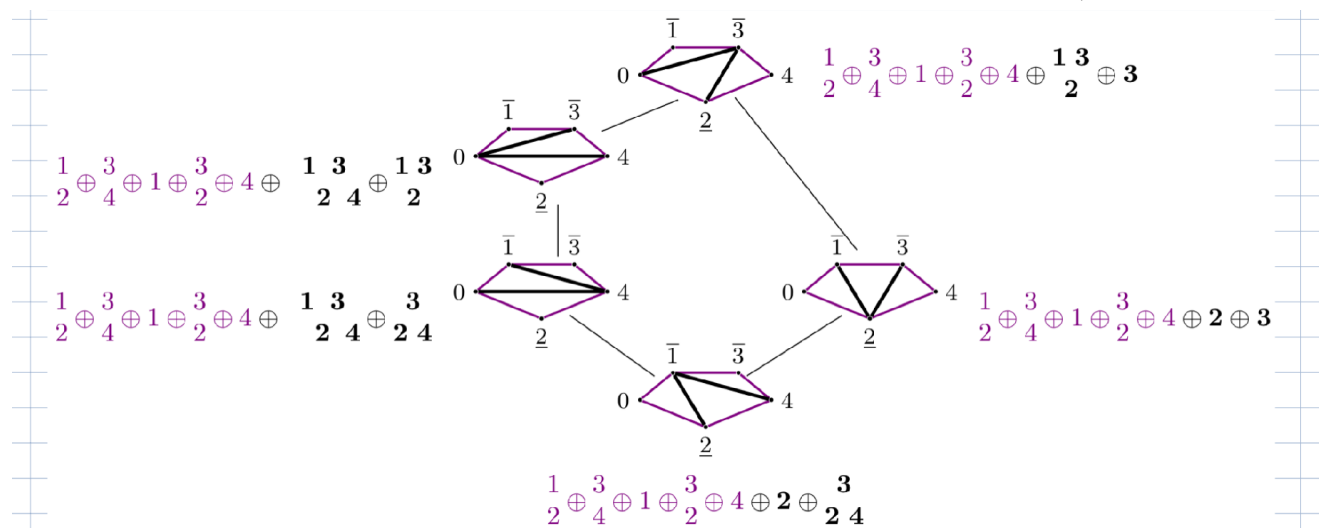 1̅ 3̅
0 4
2̲
1 3 3 1 3
2 ⊕ 4 ⊕ 1 ⊕ 2 ⊕ 4 ⊕ 2 ⊕ 3
1̅ 3̅
0 4
2̲
1 3 3 1 3 1 3
2 ⊕ 4 ⊕ 1 ⊕ 2 ⊕ 4 ⊕ 2 4 ⊕ 2
1̅ 3̅
0 4
2̲
1 3 3 1 3 3
2 ⊕ 4 ⊕ 1 ⊕ 2 ⊕ 4 ⊕ 2 4 ⊕ 2 4
1̅ 3̅
0 4
2̲
1 3 3
2 ⊕ 4 ⊕ 1 ⊕ 2 ⊕ 4 ⊕ 2 ⊕ 3
1̅ 3̅
0 4
2̲
1 3 3 3
2 ⊕ 4 ⊕ 1 ⊕ 2 ⊕ 4 ⊕ 2 ⊕ 2 4